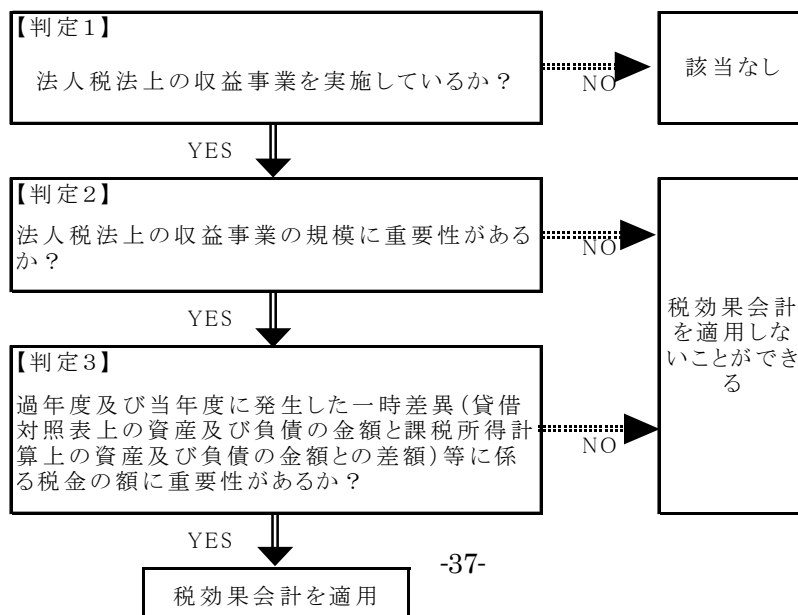 【判定1】
法人税法上の収益事業を実施しているか?
NO
該当なし
YES
【判定2】
法人税法上の収益事業の規模に重要性がある
か?
NO
税効果会計
を適用しな
いことができ
る
YES
【判定3】
過年度及び当年度に発生した一時差異(貸借
対照表上の資産及び負債の金額と課税所得計
算上の資産及び負債の金額との差額)等に係
る税金の額に重要性があるか?
NO
YES
税効果会計を適用
-37-